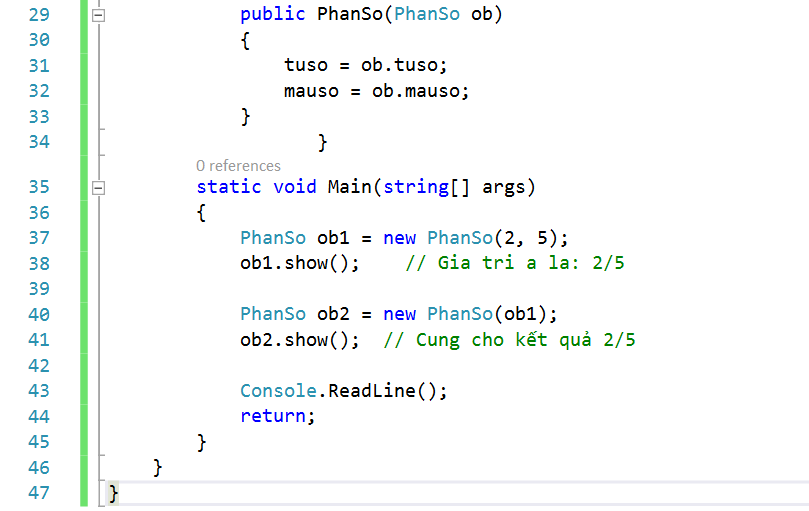 29 public PhanSo(PhanSo ob)
30 {
31 tuso = ob.tuso;
32 mauso = ob.mauso;
33 }
34 }
0 references
35 static void Main(string[] args)
36 {
37 PhanSo ob1 = new PhanSo(2, 5);
38 ob1.show(); // Gia tri a la: 2/5
39
40 PhanSo ob2 = new PhanSo(ob1);
41 ob2.show(); // Cung cho kết quả 2/5
42
43 Console.ReadLine();
44 return;
45 }
46 }
47 }